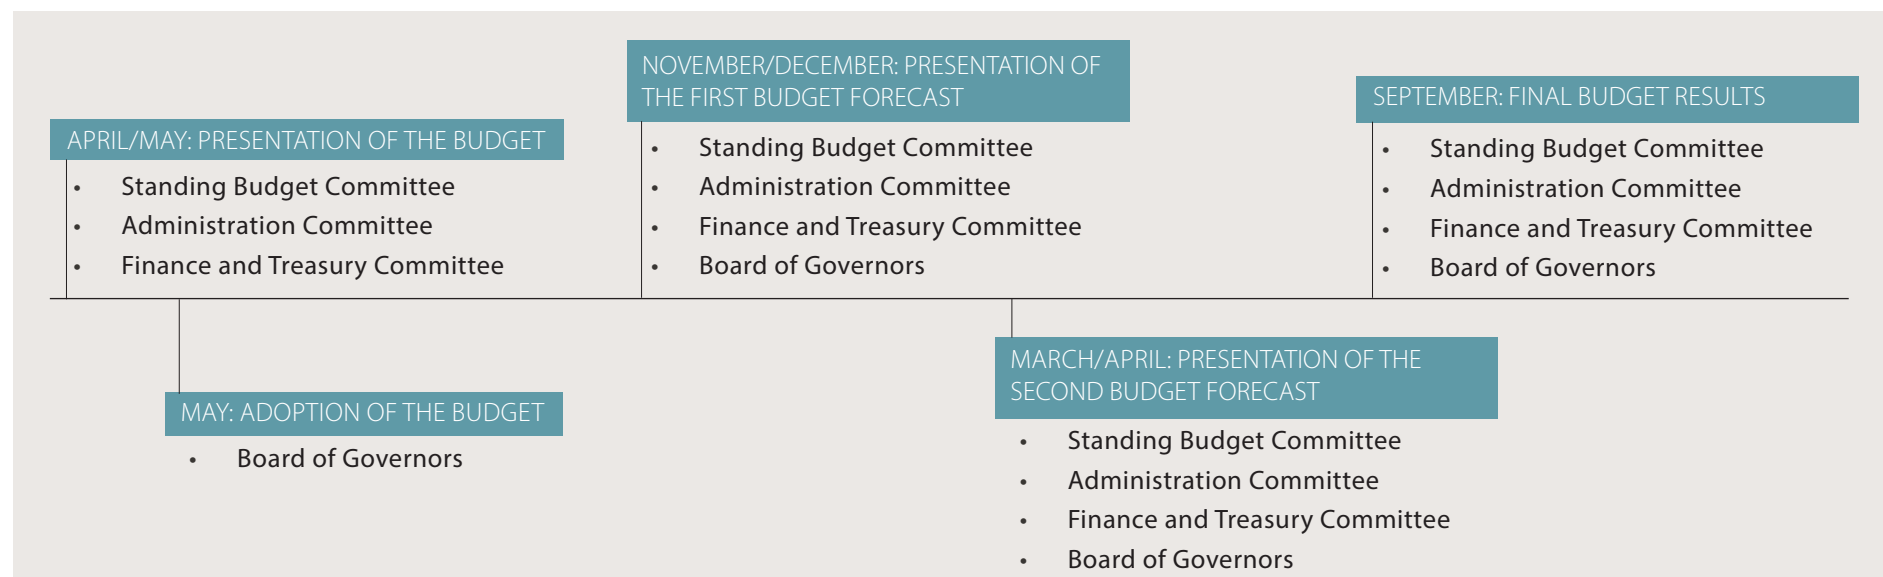 APRIL/MAY: PRESENTATION OF THE BUDGET
• Standing Budget Committee
• Administration Committee
• Finance and Treasury Committee
MAY: ADOPTION OF THE BUDGET
• Board of Governors
NOVEMBER/DECEMBER: PRESENTATION OF
THE FIRST BUDGET FORECAST
• Standing Budget Committee
• Administration Committee
• Finance and Treasury Committee
• Board of Governors
MARCH/APRIL: PRESENTATION OF THE
SECOND BUDGET FORECAST
• Standing Budget Committee
• Administration Committee
• Finance and Treasury Committee
• Board of Governors
SEPTEMBER: FINAL BUDGET RESULTS
• Standing Budget Committee
• Administration Committee
• Finance and Treasury Committee
• Board of Governors